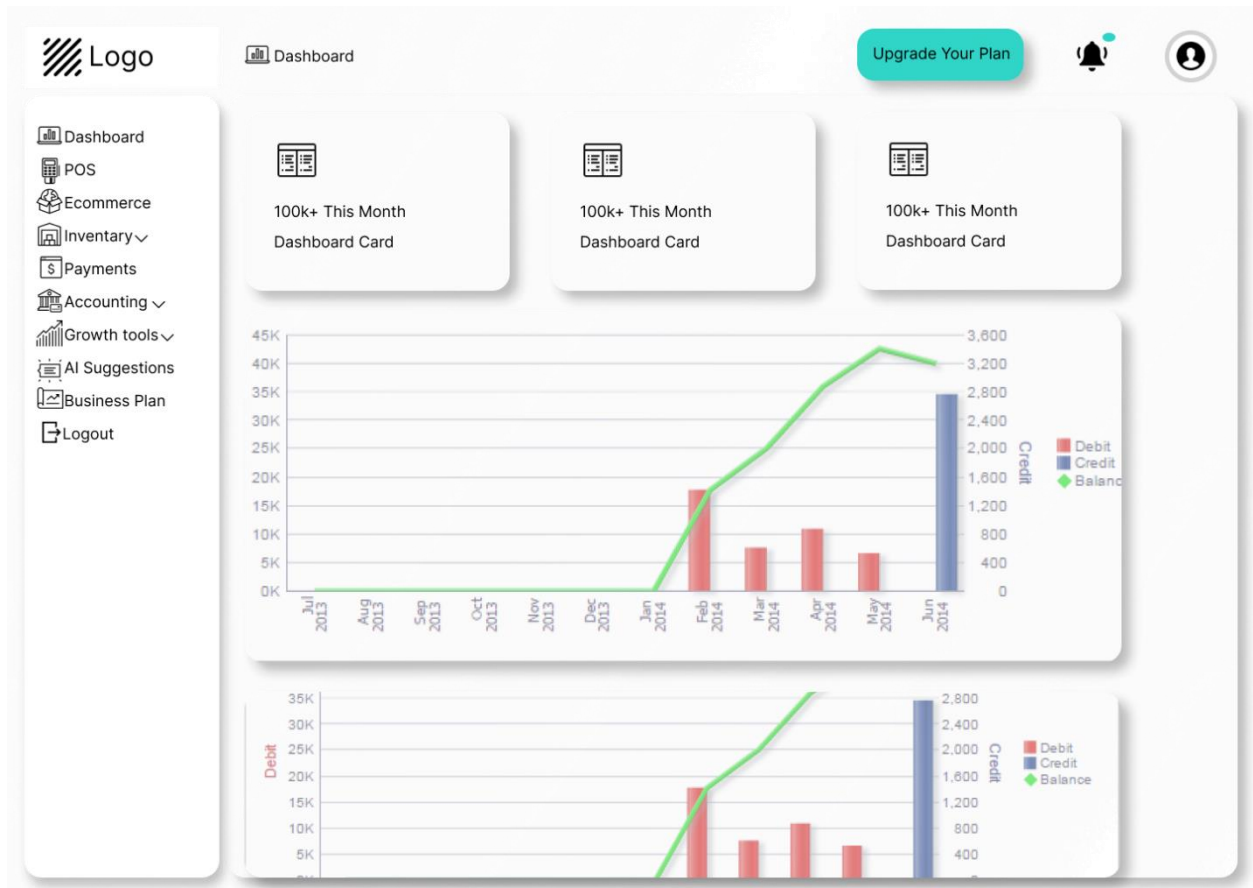 Logo
Dashboard
Upgrade Your Plan
Dashboard
POS
Ecommerce
Inventory
Payments
Accounting
Growth tools
AI Suggestions
Business Plan
Logout
100k+ This Month
Dashboard Card
100k+ This Month
Dashboard Card
100k+ This Month
Dashboard Card
45K
40K
35K
30K
25K
20K
15K
10K
5K
0K
3,600
3,200
2,800
2,400
2,000
1,600
1,200
800
400
0
Credit
Debit
Credit
Balanc
Jul 2013
Aug 2013
Sep 2013
Oct 2013
Nov 2013
Dec 2013
Jan 2014
Feb 2014
Mar 2014
Apr 2014
May 2014
Jun 2014
Debit
35K
30K
25K
20K
15K
10K
5K
2,800
2,400
2,000
1,600
1,200
800
400
Credit
Debit
Credit
Balance